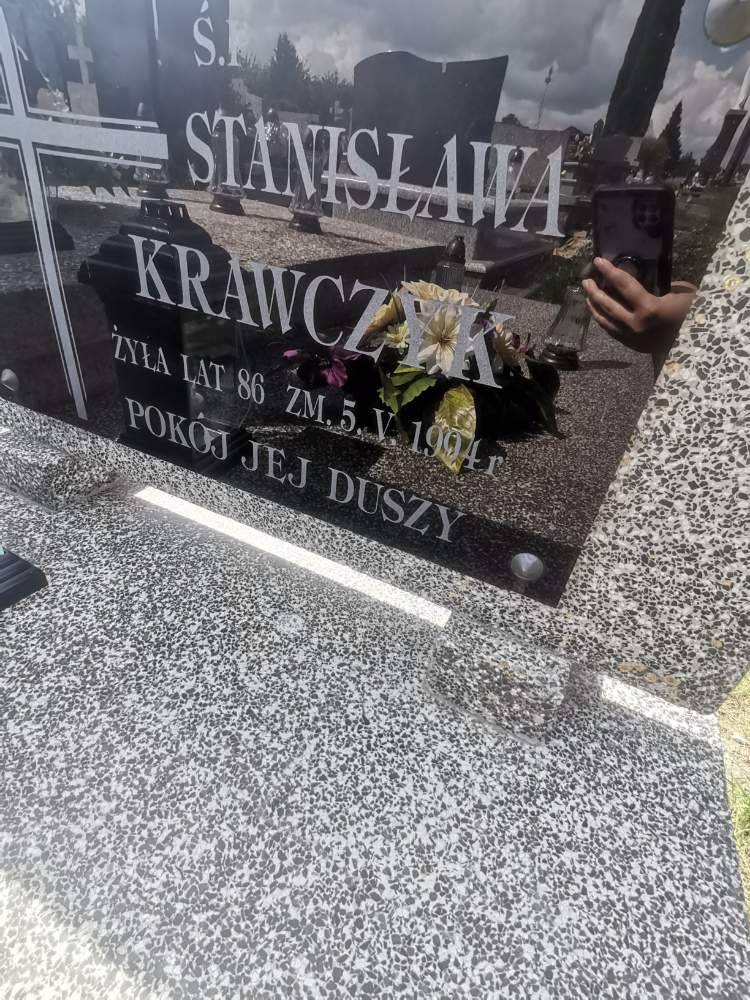 Ś.P
STANISŁAWA
KRAWCZYK
ŻYŁA LAT 86 ZM. 5. V. 1994 r
POKÓJ JEJ DUSZY